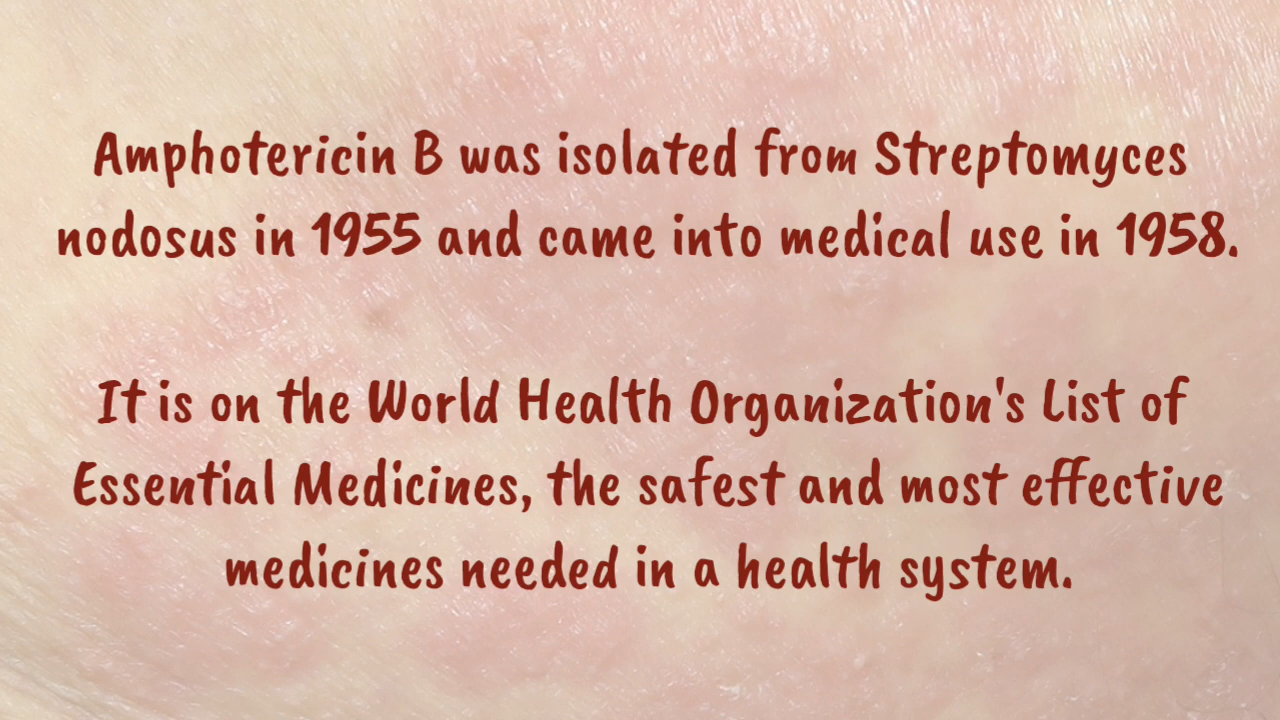 Amphotericin B was isolated from Streptomyces
nodosus in 1955 and came into medical use in 1958.
It is on the World Health Organization's List of
Essential Medicines, the safest and most effective
medicines needed in a health system.